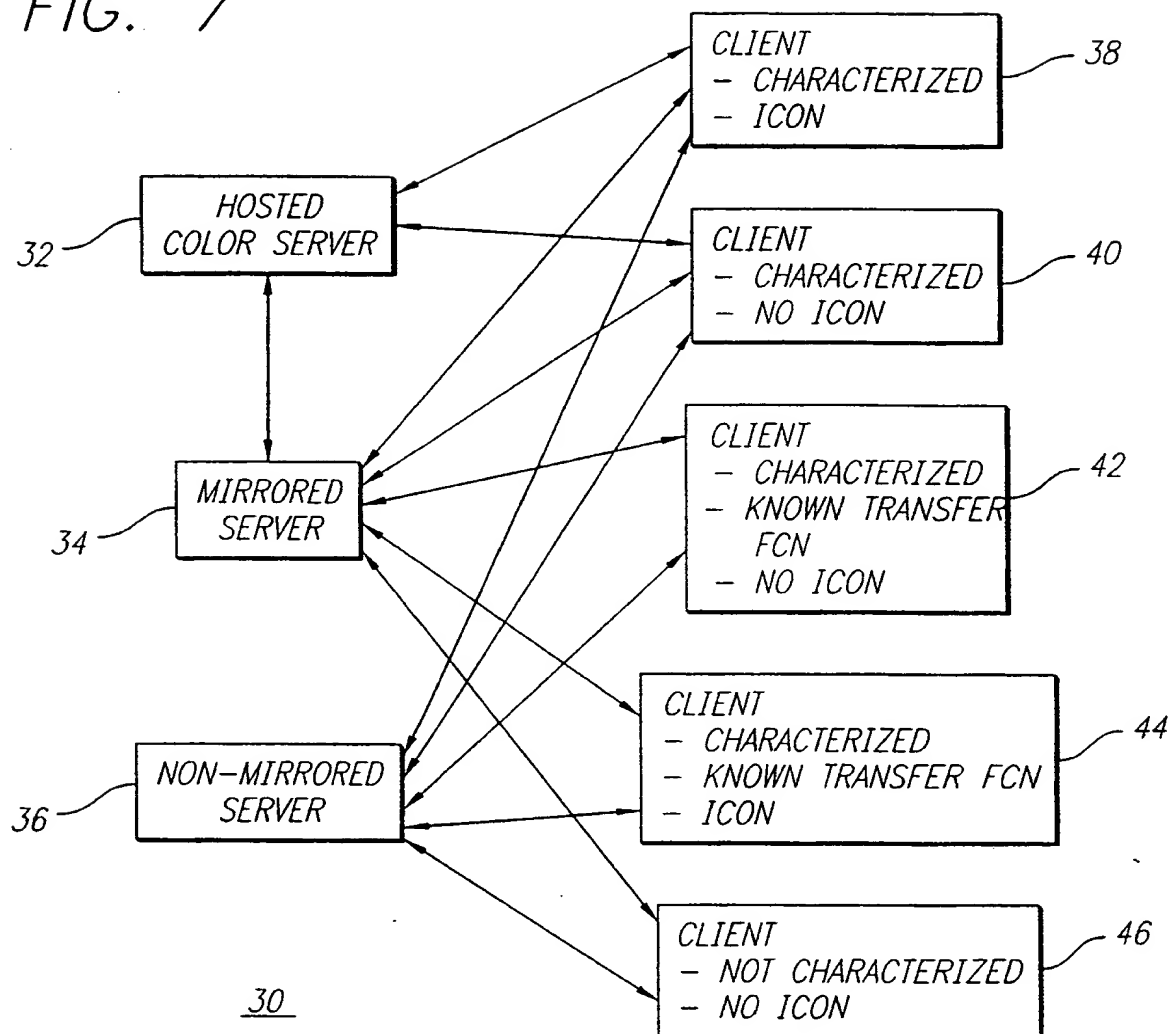 FIG. 7
CLIENT
- CHARACTERIZED
- ICON
38
HOSTED
COLOR SERVER
32
CLIENT
- CHARACTERIZED
- NO ICON
40
CLIENT
- CHARACTERIZED
- KNOWN TRANSFER
FCN
- NO ICON
42
MIRRORED
SERVER
34
CLIENT
- CHARACTERIZED
- KNOWN TRANSFER FCN
- ICON
44
NON-MIRRORED
SERVER
36
CLIENT
- NOT CHARACTERIZED
- NO ICON
46
30